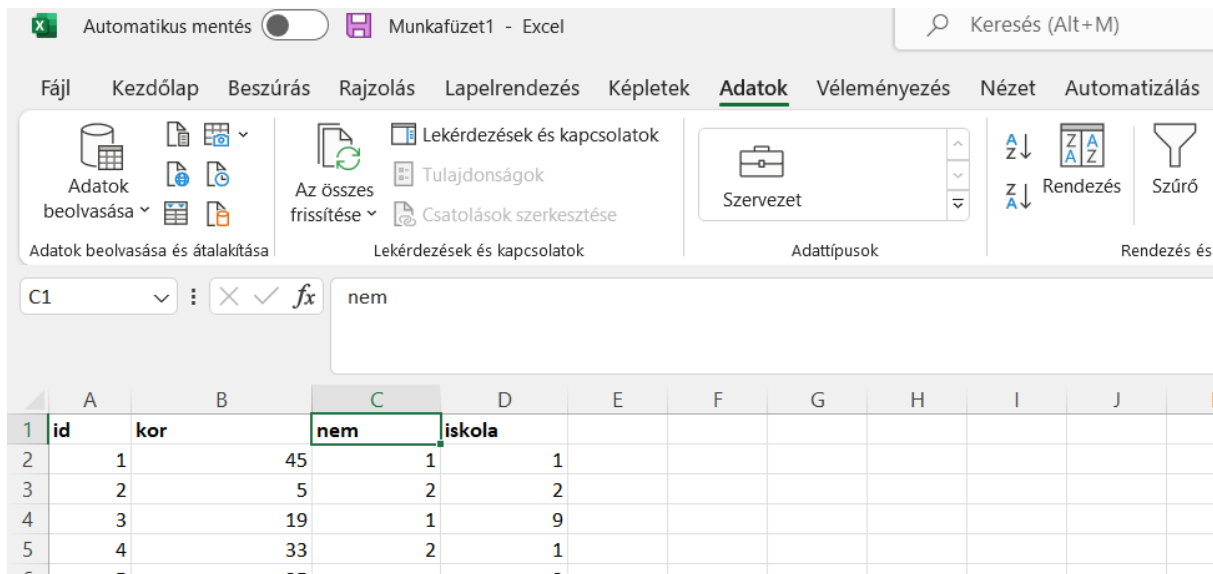 Automatikus mentés Munkafüzet1 - Excel Keresés (Alt+M)
Fájl Kezdőlap Beszúrás Rajzolás Lapelrendezés Képletek Adatok Véleményezés Nézet Automatizálás
Adatok beolvasása
Az összes frissítése
Lekérdezések és kapcsolatok
Tulajdonságok
Csatolások szerkesztése
Szervezet
Rendezés
Szűrő
Adatok beolvasása és átalakítása Lekérdezések és kapcsolatok Adattípusok Rendezés és
C1 fx nem
A B C D E F G H I J
1 id kor nem iskola
2 1 45 1 1
3 2 5 2 2
4 3 19 1 9
5 4 33 2 1